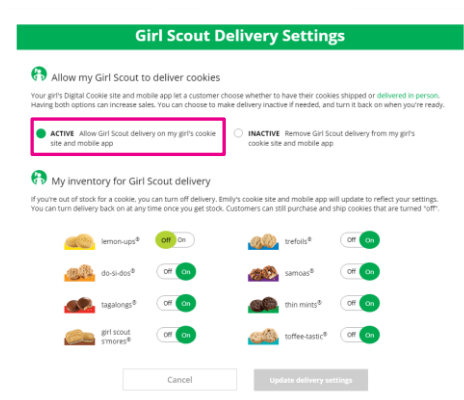 Girl Scout Delivery Settings
Allow my Girl Scout to deliver cookies
Your girl's Digital Cookie site and mobile app let a customer choose whether to have their cookies shipped or delivered in person.
Having both options can increase sales. You can choose to make delivery inactive if needed, and turn it back on when you're ready.
ACTIVE Allow Girl Scout delivery on my girl's cookie
site and mobile app
INACTIVE Remove Girl Scout delivery from my girl's
cookie site and mobile app
My inventory for Girl Scout delivery
If you're out of stock for a cookie, you can turn off delivery. Emily's cookie site and mobile app will update to reflect your settings.
You can turn delivery back on at any time once you get stock. Customers can still purchase and ship cookies that are turned "off".
lemon-ups® Off On
trefoils® Off On
do-si-dos® Off On
samoas® Off On
tagalongs® Off On
thin mints® Off On
girl scout
s'mores® Off On
toffee-tastic® Off On
Cancel
Update delivery settings